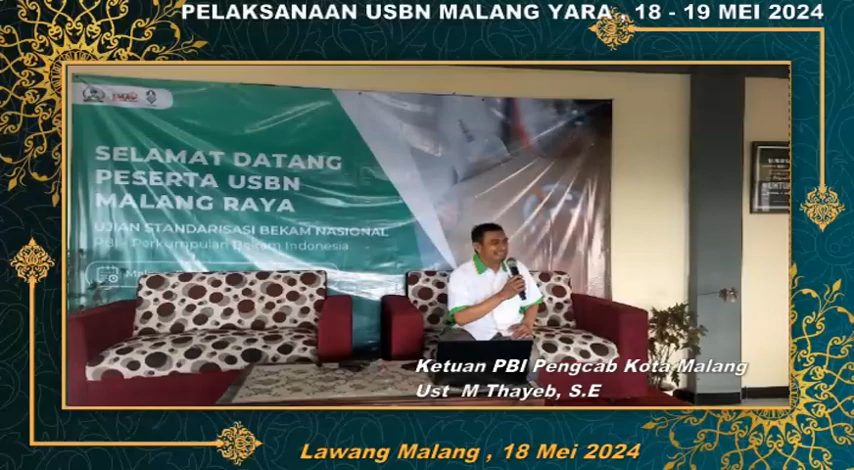 PELAKSANAAN USBN MALANG YARA , 18 - 19 MEI 2024
SELAMAT DATANG
PESERTA USBN
MALANG RAYA
UJIAN STANDARISASI BEKAM NASIONAL
PBI - Perkumpulan Bekam Indonesia
Ketuan PBI Pengcab Kota Malang
Ust M Thayeb, S.E
Lawang Malang , 18 Mei 2024